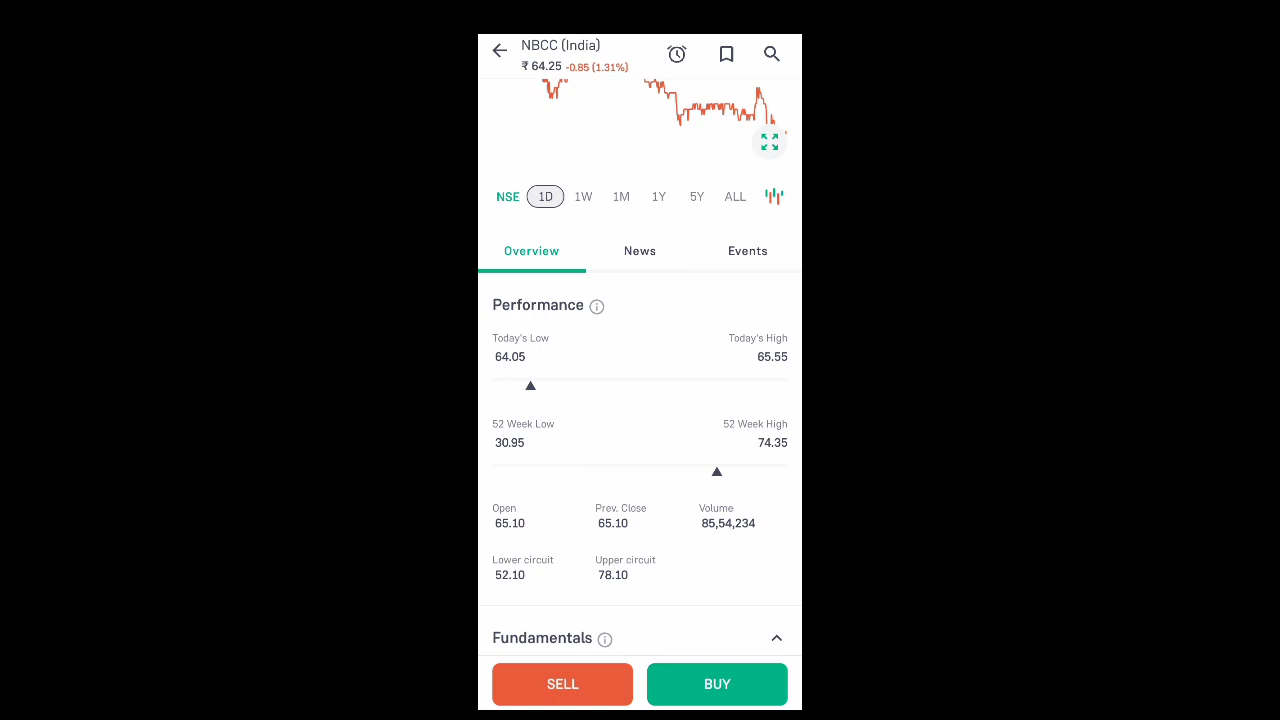 NBCC (India)
₹ 64.25 -0.85 (1.31%)
NSE 1D 1W 1M 1Y 5Y ALL
Overview News Events
Performance
Today's Low Today's High
64.05 65.55
52 Week Low 52 Week High
30.95 74.35
Open Prev. Close Volume
65.10 65.10 85,54,234
Lower circuit Upper circuit
52.10 78.10
Fundamentals
SELL BUY